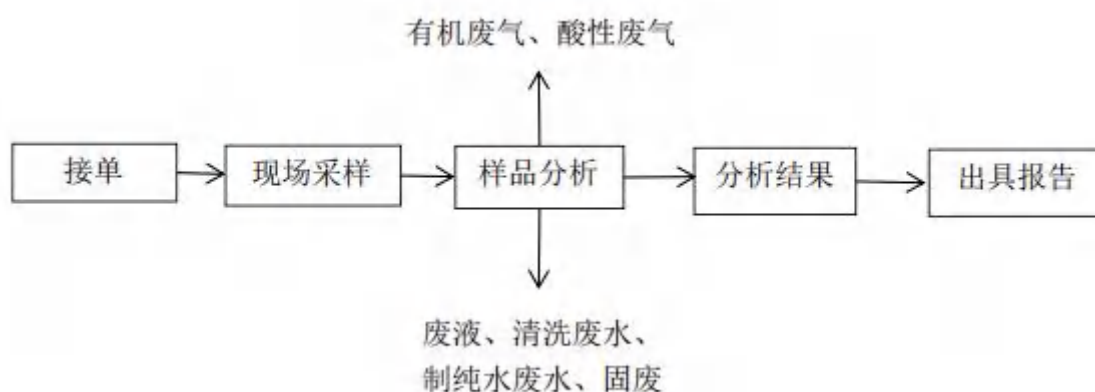 有机废气、酸性废气
接单
现场采样
样品分析
分析结果
出具报告
废液、清洗废水、
制纯水废水、固废